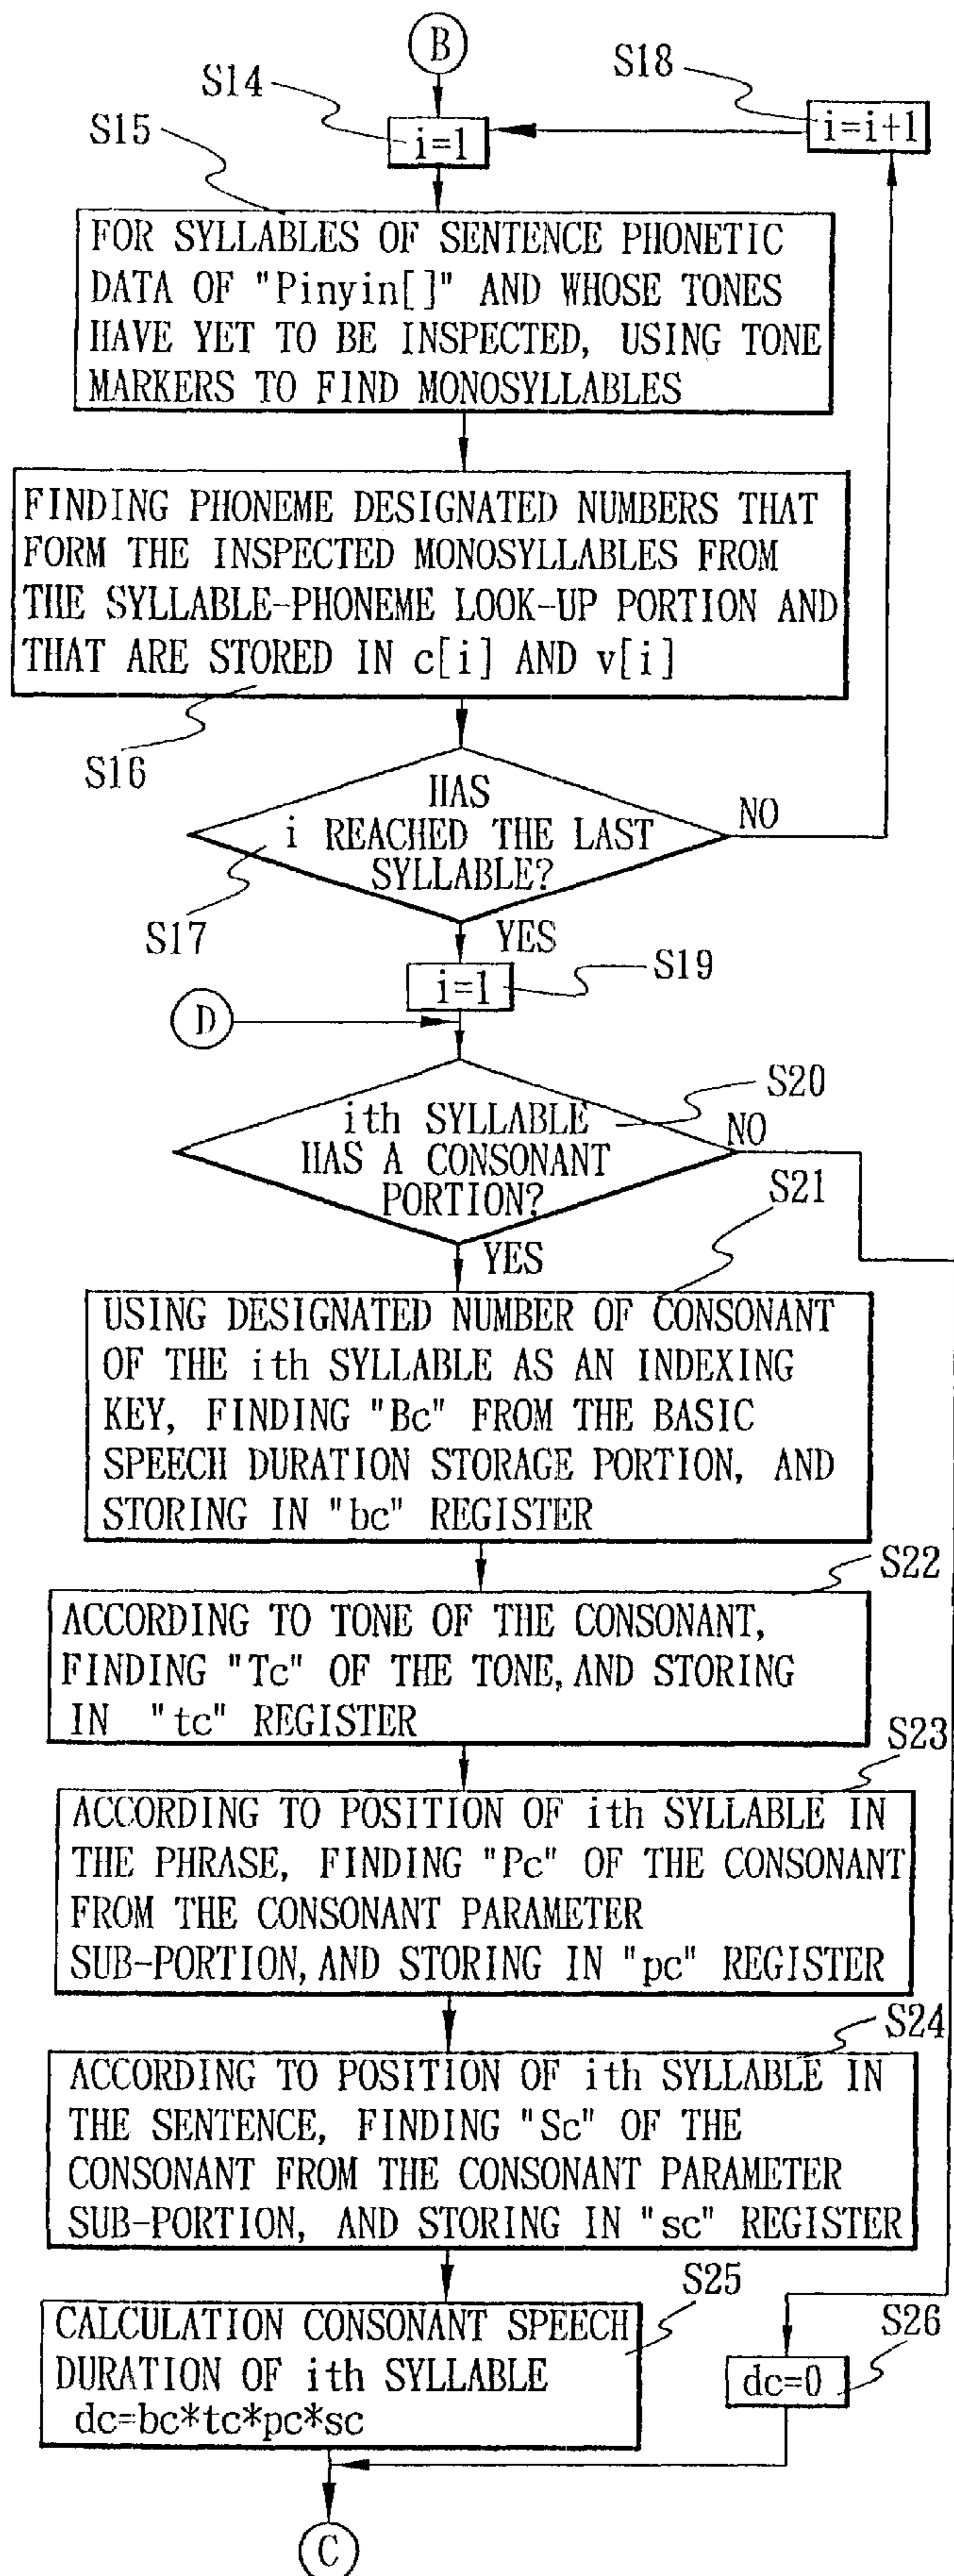 B
S18
S14
i=i+1
S15
i=1
FOR SYLLABLES OF SENTENCE PHONETIC
DATA OF "Pinyin[]" AND WHOSE TONES
HAVE YET TO BE INSPECTED, USING TONE
MARKERS TO FIND MONOSYLLABLES
FINDING PHONEME DESIGNATED NUMBERS THAT
FORM THE INSPECTED MONOSYLLABLES FROM
THE SYLLABLE-PHONEME LOOK-UP PORTION AND
THAT ARE STORED IN c[i] AND v[i]
S16
HAS
i REACHED THE LAST
SYLLABLE?
NO
S17
YES
S19
i=1
D
S20
ith SYLLABLE
HAS A CONSONANT
PORTION?
NO
S21
YES
USING DESIGNATED NUMBER OF CONSONANT
OF THE ith SYLLABLE AS AN INDEXING
KEY, FINDING "Bc" FROM THE BASIC
SPEECH DURATION STORAGE PORTION, AND
STORING IN "bc" REGISTER
S22
ACCORDING TO TONE OF THE CONSONANT,
FINDING "Tc" OF THE TONE, AND STORING
IN "tc" REGISTER
S23
ACCORDING TO POSITION OF ith SYLLABLE IN
THE PHRASE, FINDING "Pc" OF THE CONSONANT
FROM THE CONSONANT PARAMETER
SUB-PORTION, AND STORING IN "pc" REGISTER
S24
ACCORDING TO POSITION OF ith SYLLABLE IN
THE SENTENCE, FINDING "Sc" OF THE
CONSONANT FROM THE CONSONANT PARAMETER
SUB-PORTION, AND STORING IN "sc" REGISTER
S25
CALCULATION CONSONANT SPEECH
DURATION OF ith SYLLABLE
dc=bc*tc*pc*sc
S26
dc=0
C